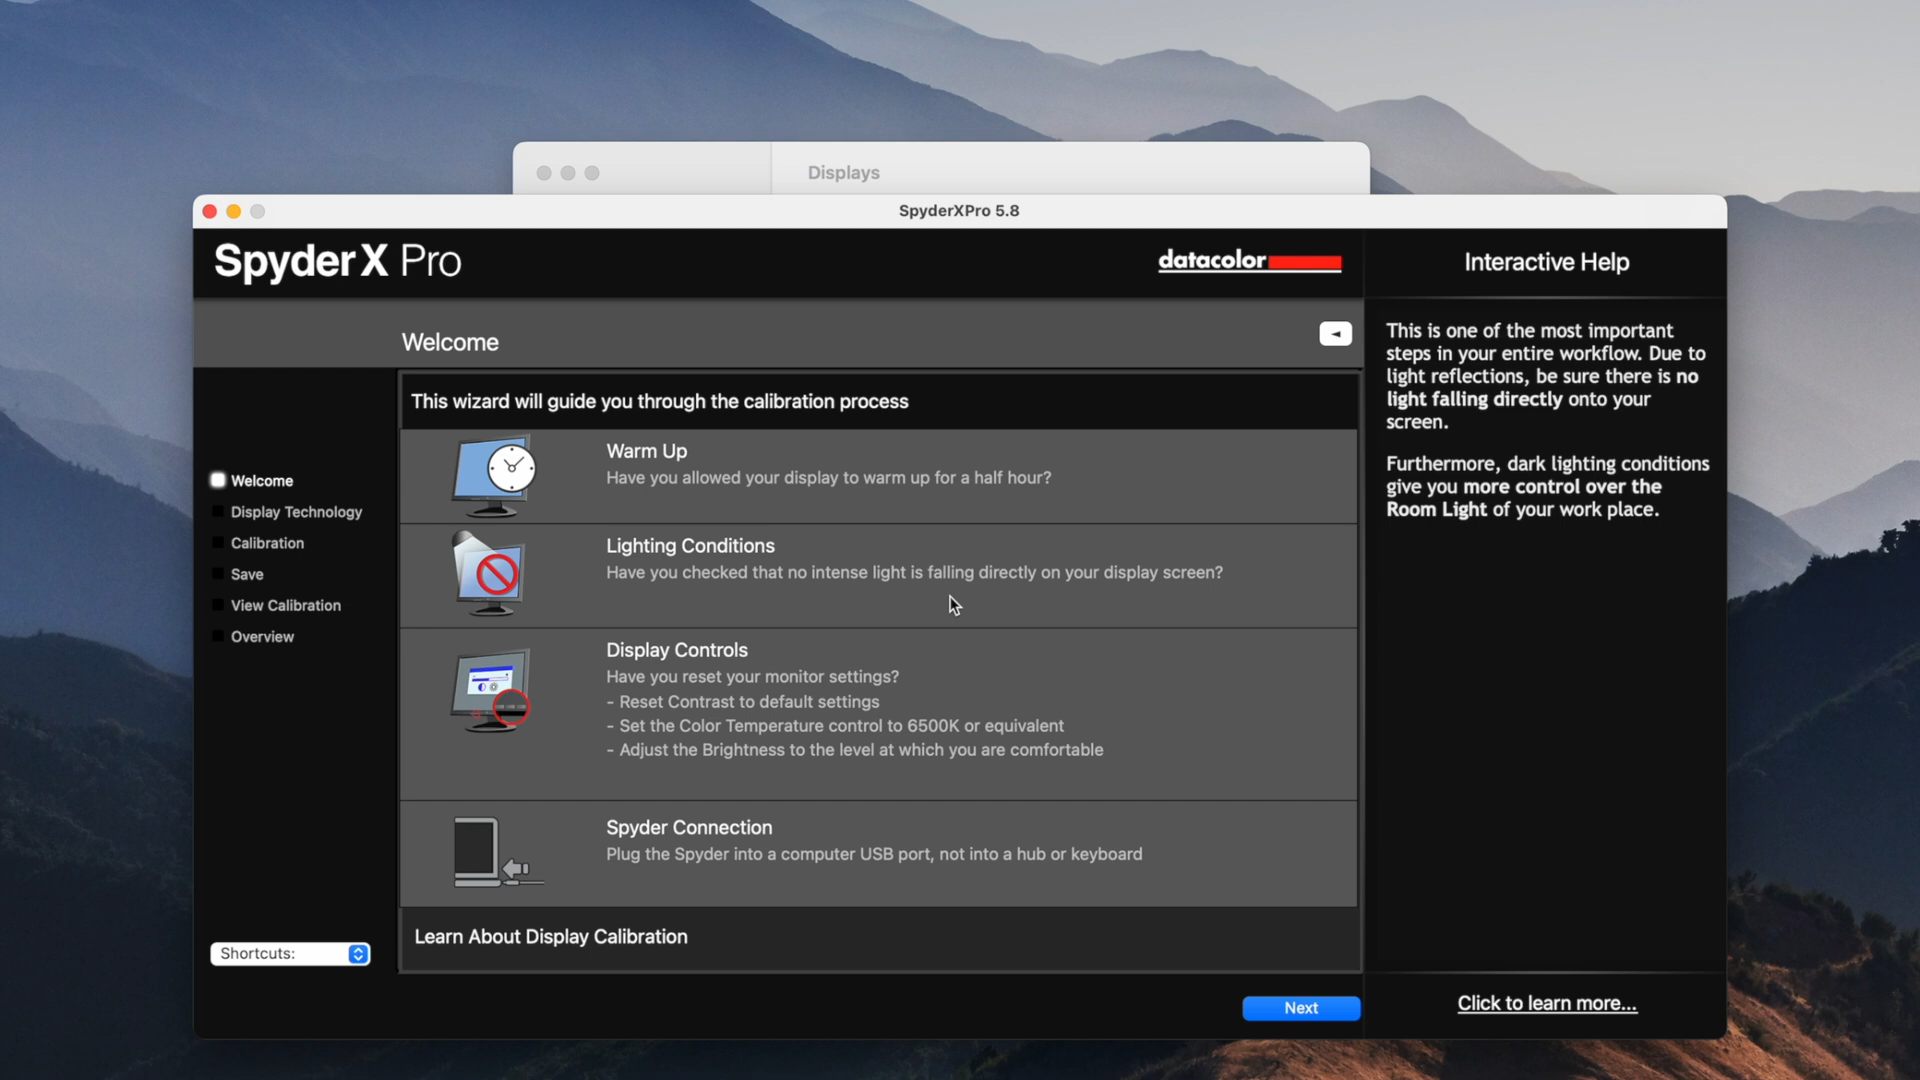 Displays
SpyderXPro 5.8
SpyderX Pro
datacolor
Interactive Help
Welcome
This wizard will guide you through the calibration process
Warm Up
Have you allowed your display to warm up for a half hour?
Lighting Conditions
Have you checked that no intense light is falling directly on your display screen?
Display Controls
Have you reset your monitor settings?
- Reset Contrast to default settings
- Set the Color Temperature control to 6500K or equivalent
- Adjust the Brightness to the level at which you are comfortable
Spyder Connection
Plug the Spyder into a computer USB port, not into a hub or keyboard
Learn About Display Calibration
Welcome
Display Technology
Calibration
Save
View Calibration
Overview
Shortcuts:
Next
This is one of the most important
steps in your entire workflow. Due to
light reflections, be sure there is no
light falling directly onto your
screen.
Furthermore, dark lighting conditions
give you more control over the
Room Light of your work place.
Click to learn more...